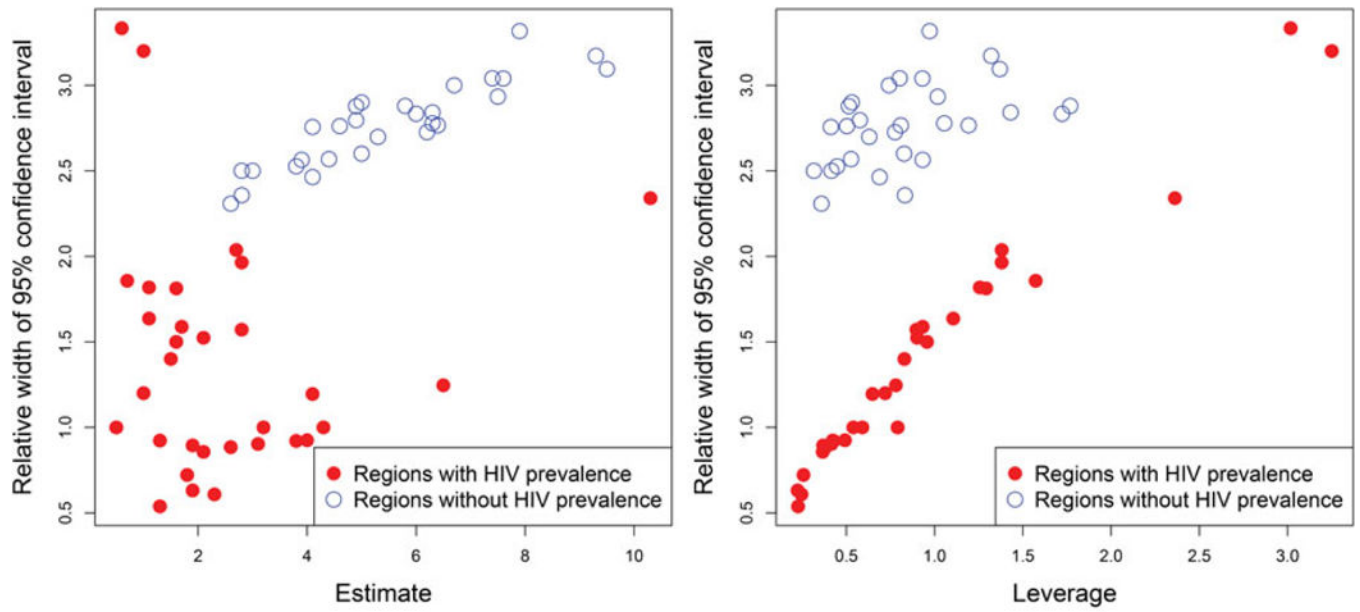 Relative width of 95% confidence interval
3.0
2.5
2.0
1.5
1.0
0.5
Regions with HIV prevalence
Regions without HIV prevalence
2 4 6 8 10
Estimate
Relative width of 95% confidence interval
3.0
2.5
2.0
1.5
1.0
0.5
Regions with HIV prevalence
Regions without HIV prevalence
0.5 1.0 1.5 2.0 2.5 3.0
Leverage